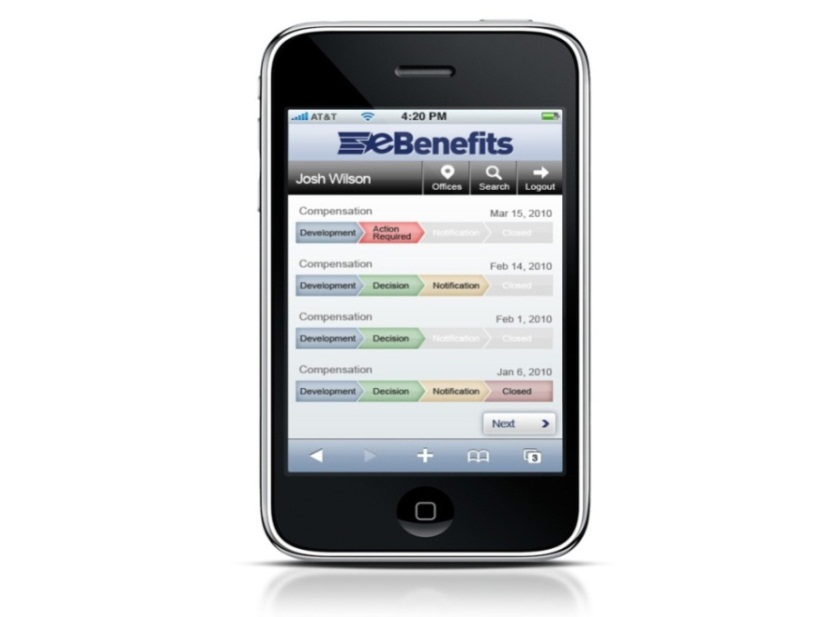 AT&T 4:20 PM
eBenefits
Josh Wilson Offices Search Logout
Compensation Mar 15, 2010
Development Action Required Notification Closed
Compensation Feb 14, 2010
Development Decision Notification Closed
Compensation Feb 1, 2010
Development Decision Notification Closed
Compensation Jan 6, 2010
Development Decision Notification Closed
Next
3